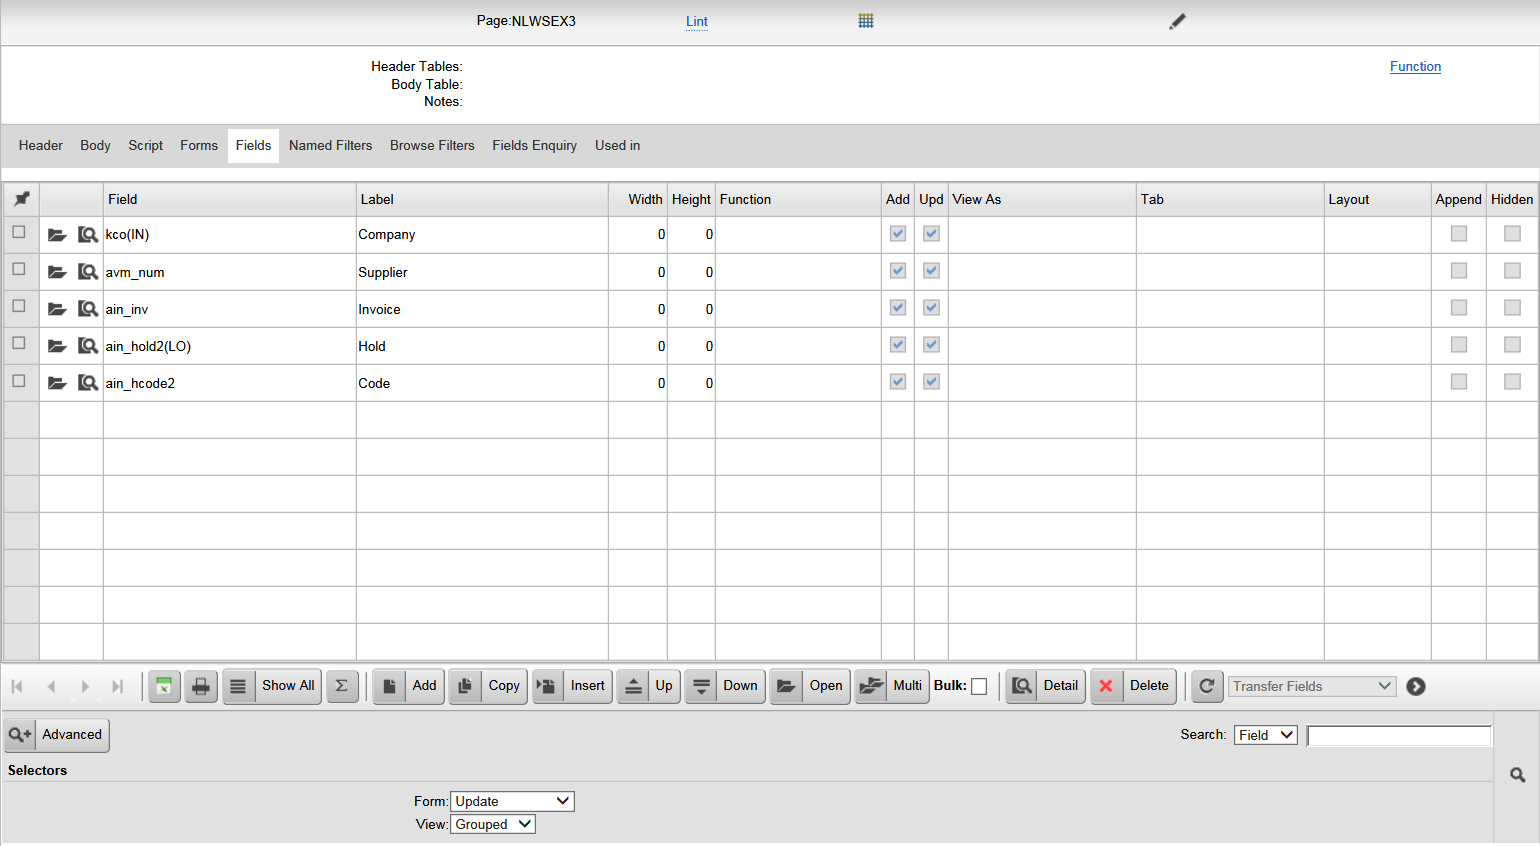 Page:NLWSEX3 Lint
Header Tables: Function
Body Table:
Notes:
Header Body Script Forms Fields Named Filters Browse Filters Fields Enquiry Used in
Field Label Width Height Function Add Upd View As Tab Layout Append Hidden
kco(IN) Company 0 0
avm_num Supplier 0 0
ain_inv Invoice 0 0
ain_hold2(LO) Hold 0 0
ain_hcode2 Code 0 0
Show All Σ Add Copy Insert Up Down Open Multi Bulk: Detail Delete Transfer Fields
Advanced Search: Field
Selectors
Form: Update
View: Grouped